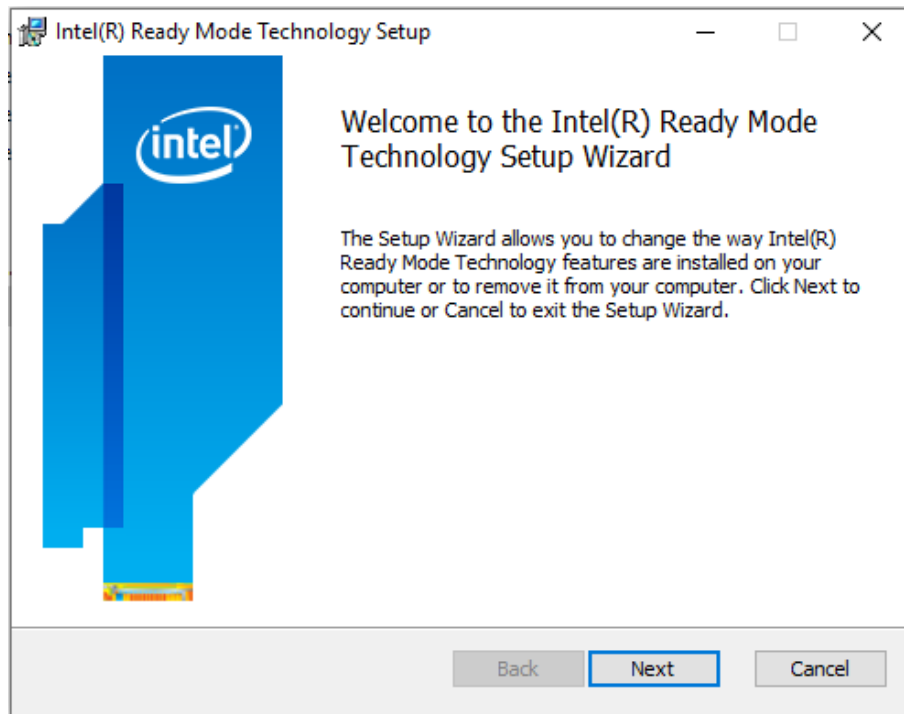 Intel(R) Ready Mode Technology Setup
intel
Welcome to the Intel(R) Ready Mode
Technology Setup Wizard
The Setup Wizard allows you to change the way Intel(R)
Ready Mode Technology features are installed on your
computer or to remove it from your computer. Click Next to
continue or Cancel to exit the Setup Wizard.
Back Next Cancel